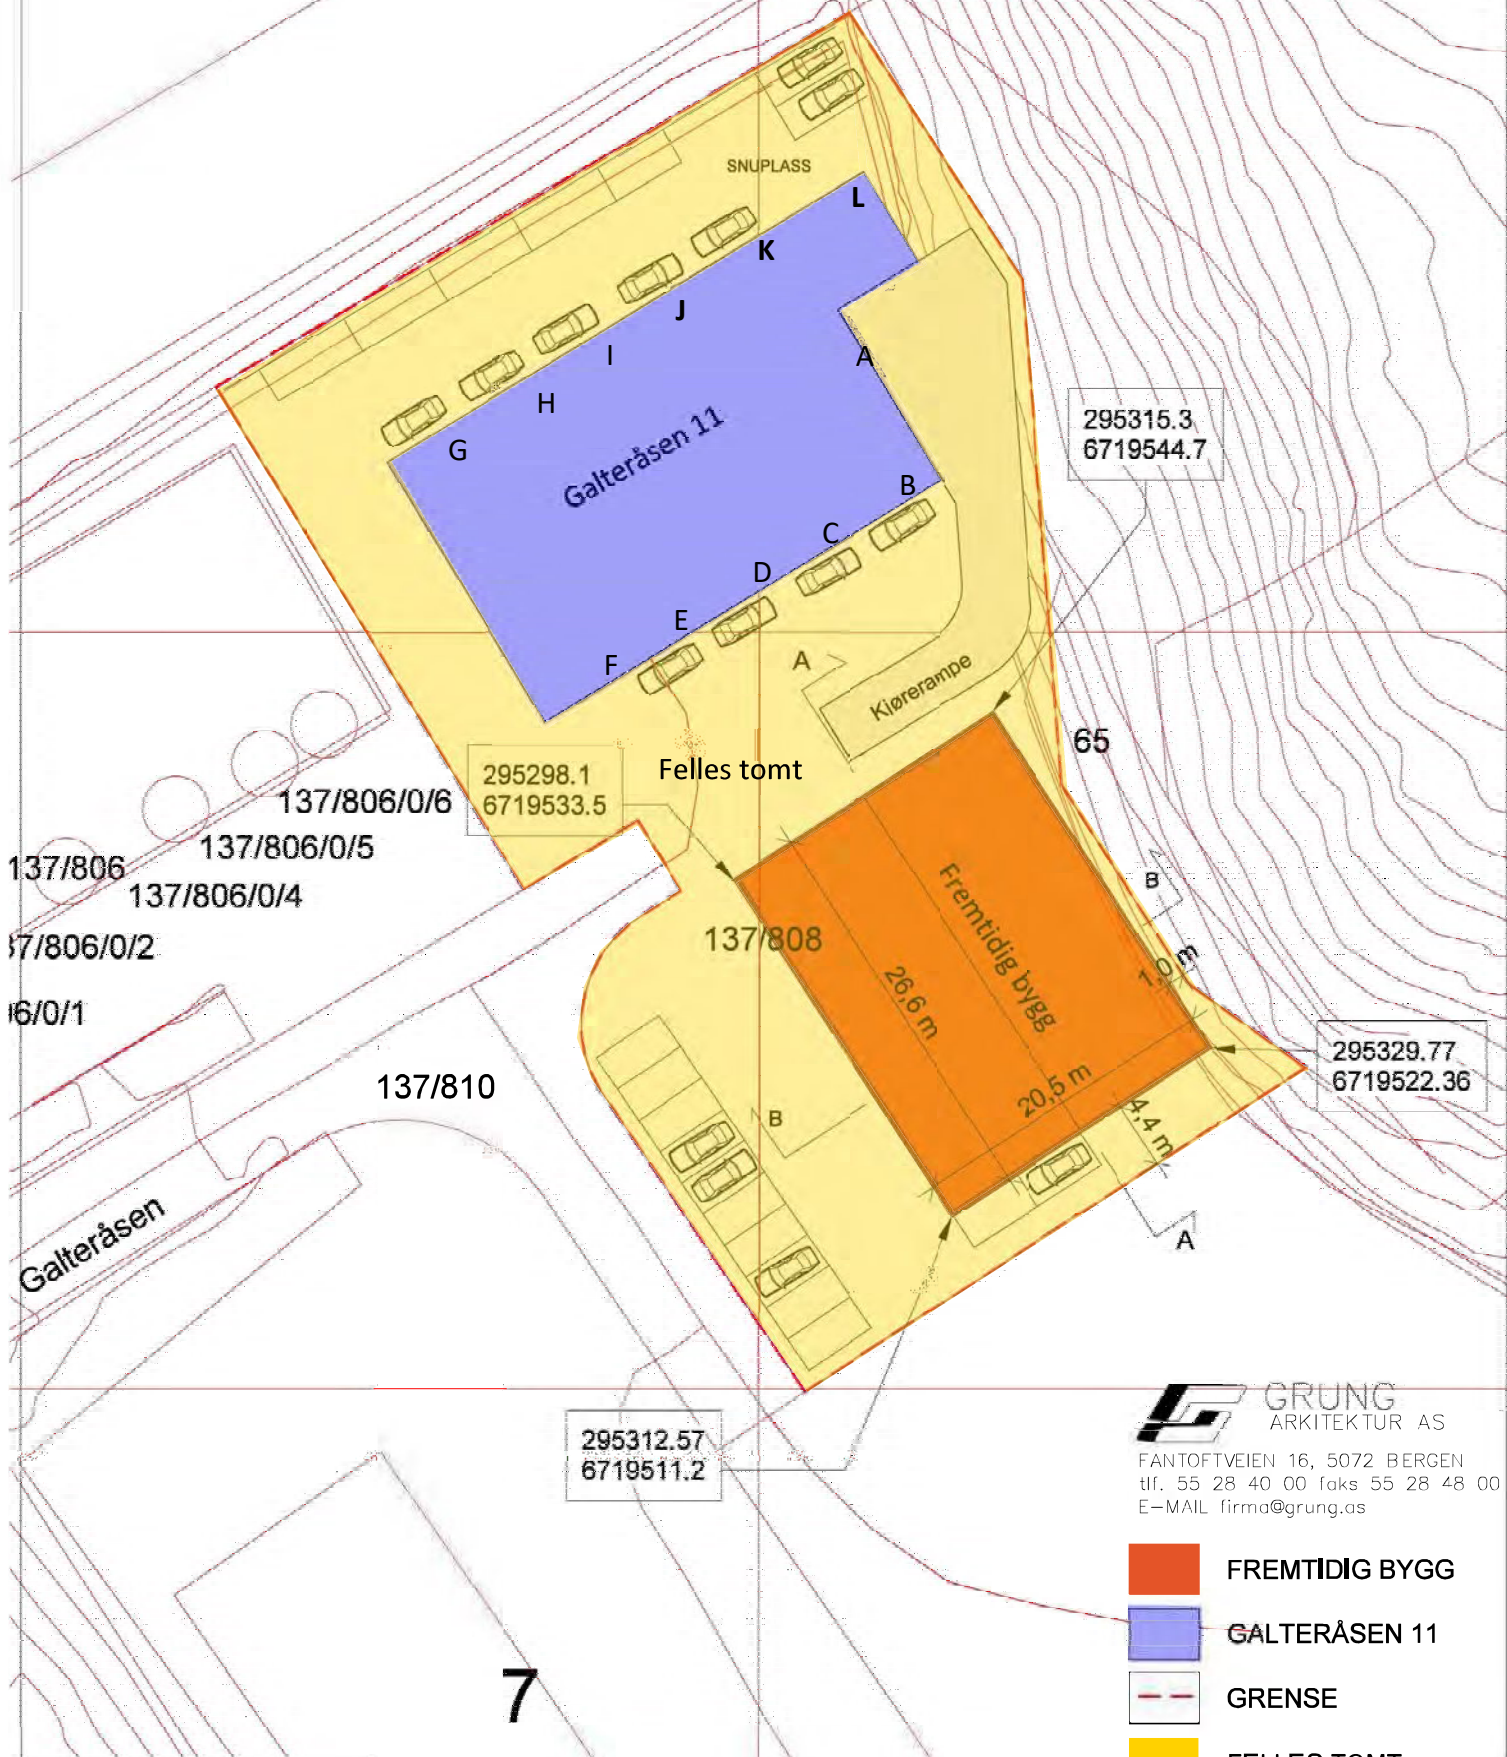 SNUPLASS
L
K
J
I
H
G
A
Galteråsen 11
B
C
D
E
F
295315.3
6719544.7
A
Kjørerampe
65
Felles tomt
295298.1
6719533.5
137/806/0/6
137/806/0/5
137/806
137/806/0/4
37/806/0/2
6/0/1
137/808
Fremtidig bygg
26,6 m
20,5 m
B
1,0 m
295329.77
6719522.36
4,4 m
137/810
B
A
Galteråsen
295312.57
6719511.2
7
GRUNG
ARKITEKTUR AS
FANTOFTVEIEN 16, 5072 BERGEN
tlf. 55 28 40 00 faks 55 28 48 00
E-MAIL firma@grung.as
FREMTIDIG BYGG
GALTERÅSEN 11
GRENSE
FELLES TOMT